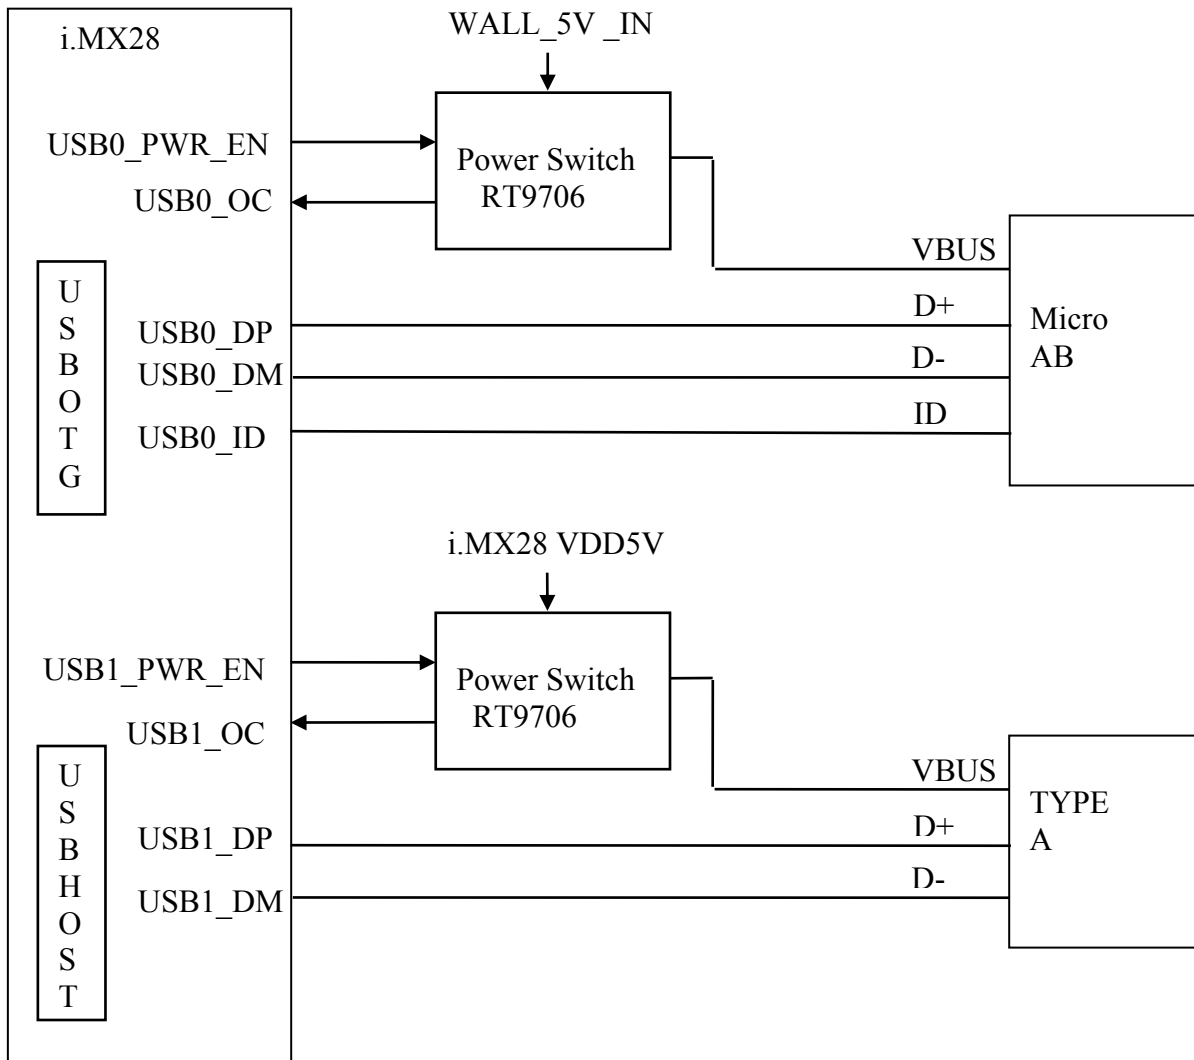 i.MX28
WALL_5V _IN
USB0_PWR_EN
Power Switch
RT9706
USB0_OC
VBUS
U
S
B
O
T
G
D+
USB0_DP
Micro
AB
D-
USB0_DM
ID
USB0_ID
i.MX28 VDD5V
USB1_PWR_EN
Power Switch
RT9706
USB1_OC
VBUS
U
S
B
H
O
S
T
TYPE
A
D+
USB1_DP
D-
USB1_DM